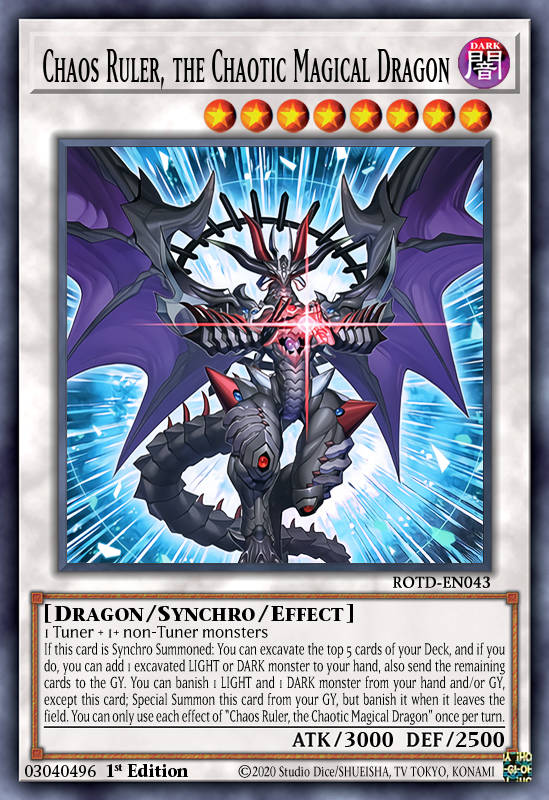 Chaos Ruler, the Chaotic Magical Dragon
DARK
闇
ROTD-EN043
[Dragon/Synchro/Effect]
1 Tuner + 1+ non-Tuner monsters
If this card is Synchro Summoned: You can excavate the top 5 cards of your Deck, and if you
do, you can add 1 excavated LIGHT or DARK monster to your hand, also send the remaining
cards to the GY. You can banish 1 LIGHT and 1 DARK monster from your hand and/or GY,
except this card; Special Summon this card from your GY, but banish it when it leaves the
field. You can only use each effect of "Chaos Ruler, the Chaotic Magical Dragon" once per turn.
ATK/3000 DEF/2500
03040496 1st Edition ©2020 Studio Dice/SHUEISHA, TV TOKYO, KONAMI